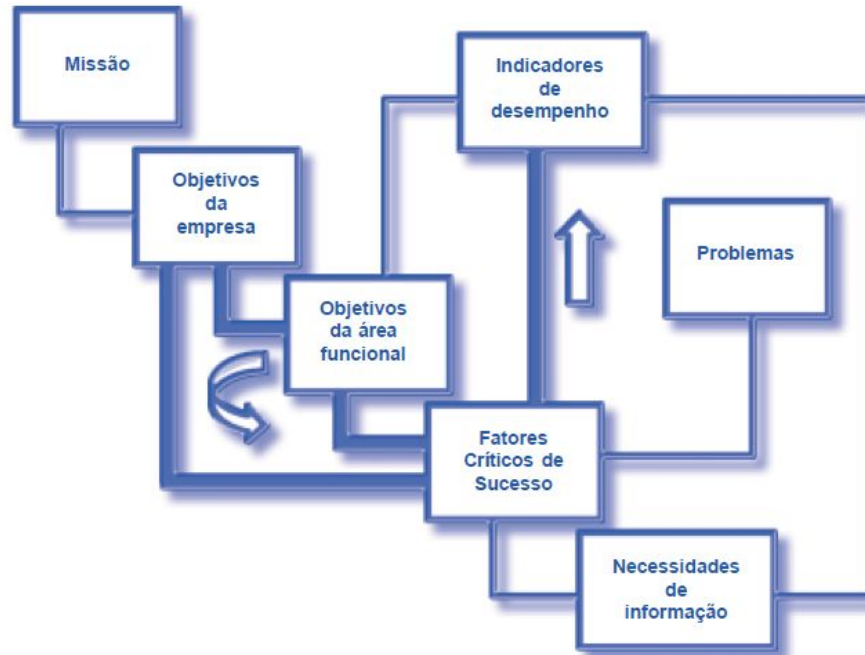 Missão
Objetivos
da
empresa
Objetivos
da área
funcional
Indicadores
de
desempenho
Problemas
Fatores
Críticos de
Sucesso
Necessidades
de
informação